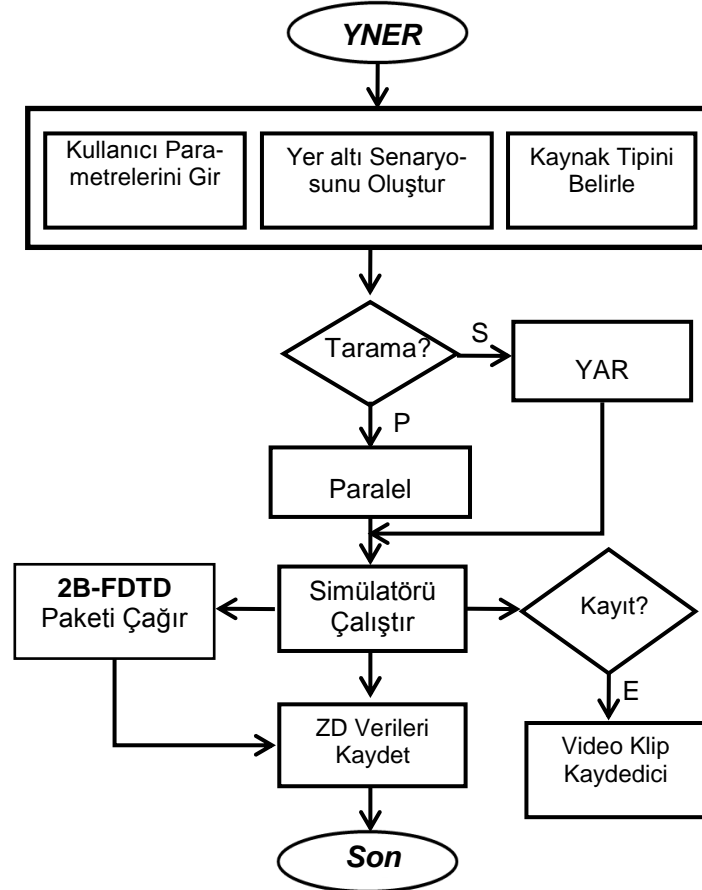 YNER
Kullanıcı Para-
metrelerini Gir
Yer altı Senaryo-
sunu Oluştur
Kaynak Tipini
Belirle
Tarama?
S
YAR
P
Paralel
2B-FDTD
Paketi Çağır
Simülatörü
Çalıştır
Kayıt?
E
ZD Verileri
Kaydet
Video Klip
Kaydedici
Son